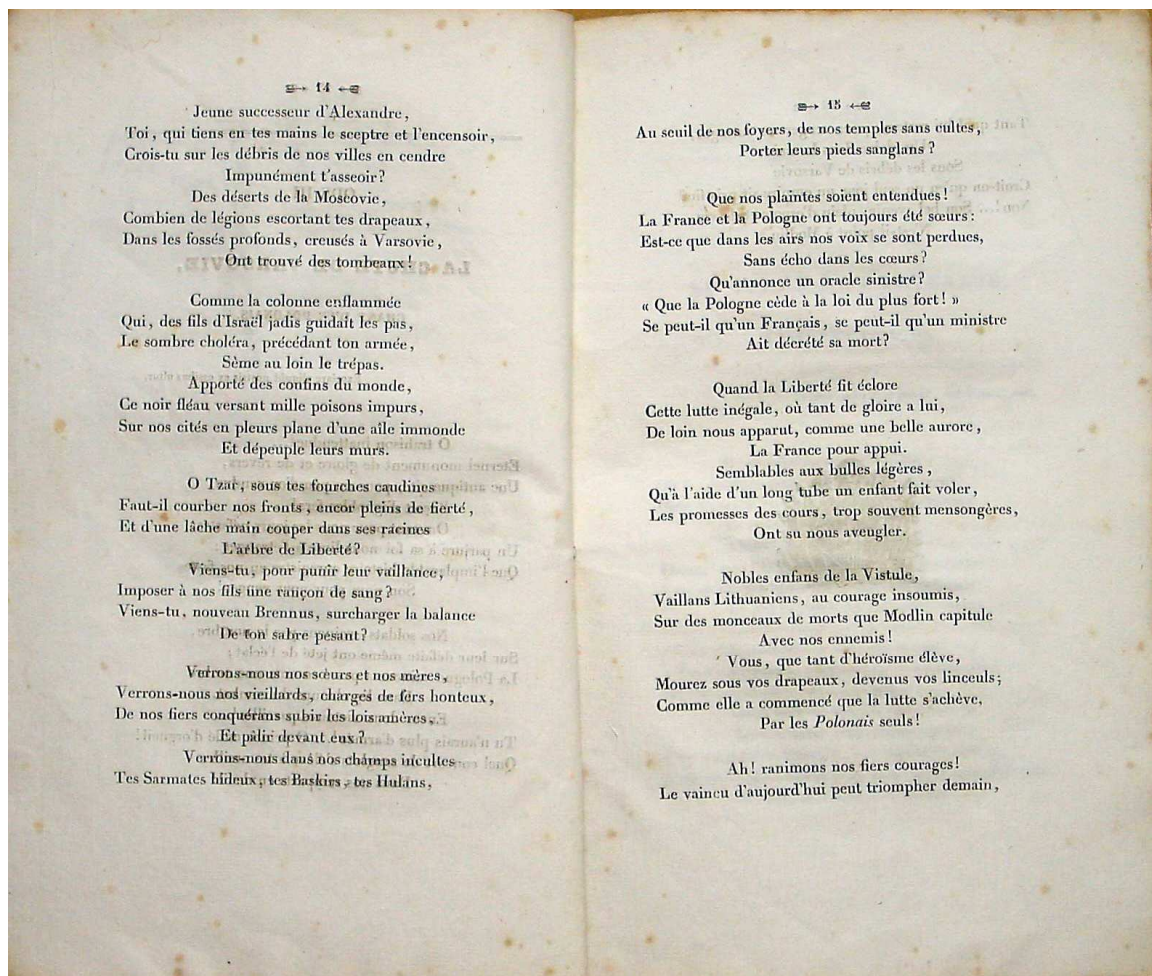 14
Jeune successeur d'Alexandre,
Toi, qui tiens en tes mains le sceptre et l'encensoir,
Crois-tu sur les débris de nos villes en cendre
Impunément t'asseoir?
Des déserts de la Moscovie,
Combien de légions escortant tes drapeaux,
Dans les fossés profonds, creusés à Varsovie,
Ont trouvé des tombeaux!
Comme la colonne enflammée
Qui, des fils d'Israël jadis guidait les pas,
Le sombre choléra, précédant ton armée,
Sème au loin le trépas.
Apporté des confins du monde,
Ce noir fléau versant mille poisons impurs,
Sur nos cités en pleurs plane d'une aîle immonde
Et dépeuple leurs murs.
O Tzar, sous tes fourches caudines
Faut-il courber nos fronts, encor pleins de fierté,
Et d'une lâche main couper dans ses racines
L'arbre de Liberté?
Viens-tu, pour punir leur vaillance,
Imposer à nos fils une rançon de sang?
Viens-tu, nouveau Brennus, surcharger la balance
De ton sabre pesant?
Verrons-nous nos sœurs et nos mères,
Verrons-nous nos vieillards, chargés de fers honteux,
De nos fiers conquérans subir les lois amères,
Et pâlir devant eux?
Verrons-nous dans nos champs incultes
Tes Sarmates hideux, tes Baskirs, tes Hulans,
15
Au seuil de nos foyers, de nos temples sans cultes,
Porter leurs pieds sanglans?
Que nos plaintes soient entendues!
La France et la Pologne ont toujours été sœurs:
Est-ce que dans les airs nos voix se sont perdues,
Sans écho dans les cœurs?
Qu'annonce un oracle sinistre?
« Que la Pologne cède à la loi du plus fort! »
Se peut-il qu'un Français, se peut-il qu'un ministre
Ait décrété sa mort?
Quand la Liberté fit éclore
Cette lutte inégale, où tant de gloire a lui,
De loin nous apparut, comme une belle aurore,
La France pour appui.
Semblables aux bulles légères,
Qu'à l'aide d'un long tube un enfant fait voler,
Les promesses des cours, trop souvent mensongères,
Ont su nous aveugler.
Nobles enfans de la Vistule,
Vaillans Lithuaniens, au courage insoumis,
Sur des monceaux de morts que Modlin capitule
Avec nos ennemis!
Vous, que tant d'héroïsme élève,
Mourez sous vos drapeaux, devenus vos linceuls;
Comme elle a commencé que la lutte s'achève,
Par les Polonais seuls!
Ah! ranimons nos fiers courages!
Le vaincu d'aujourd'hui peut triompher demain,